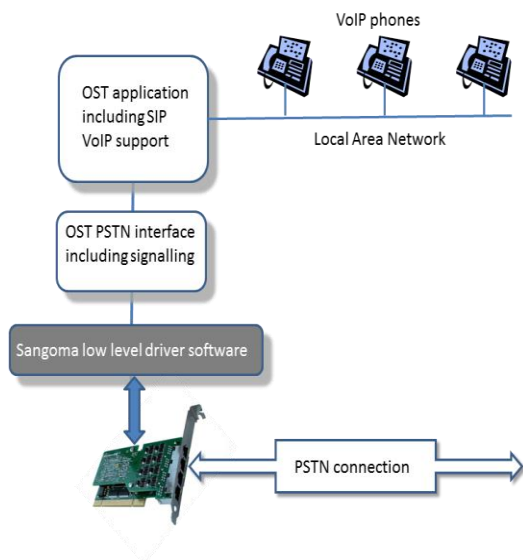 VoIP phones
OST application
including SIP
VoIP support
Local Area Network
OST PSTN interface
including signalling
Sangoma low level driver software
PSTN connection